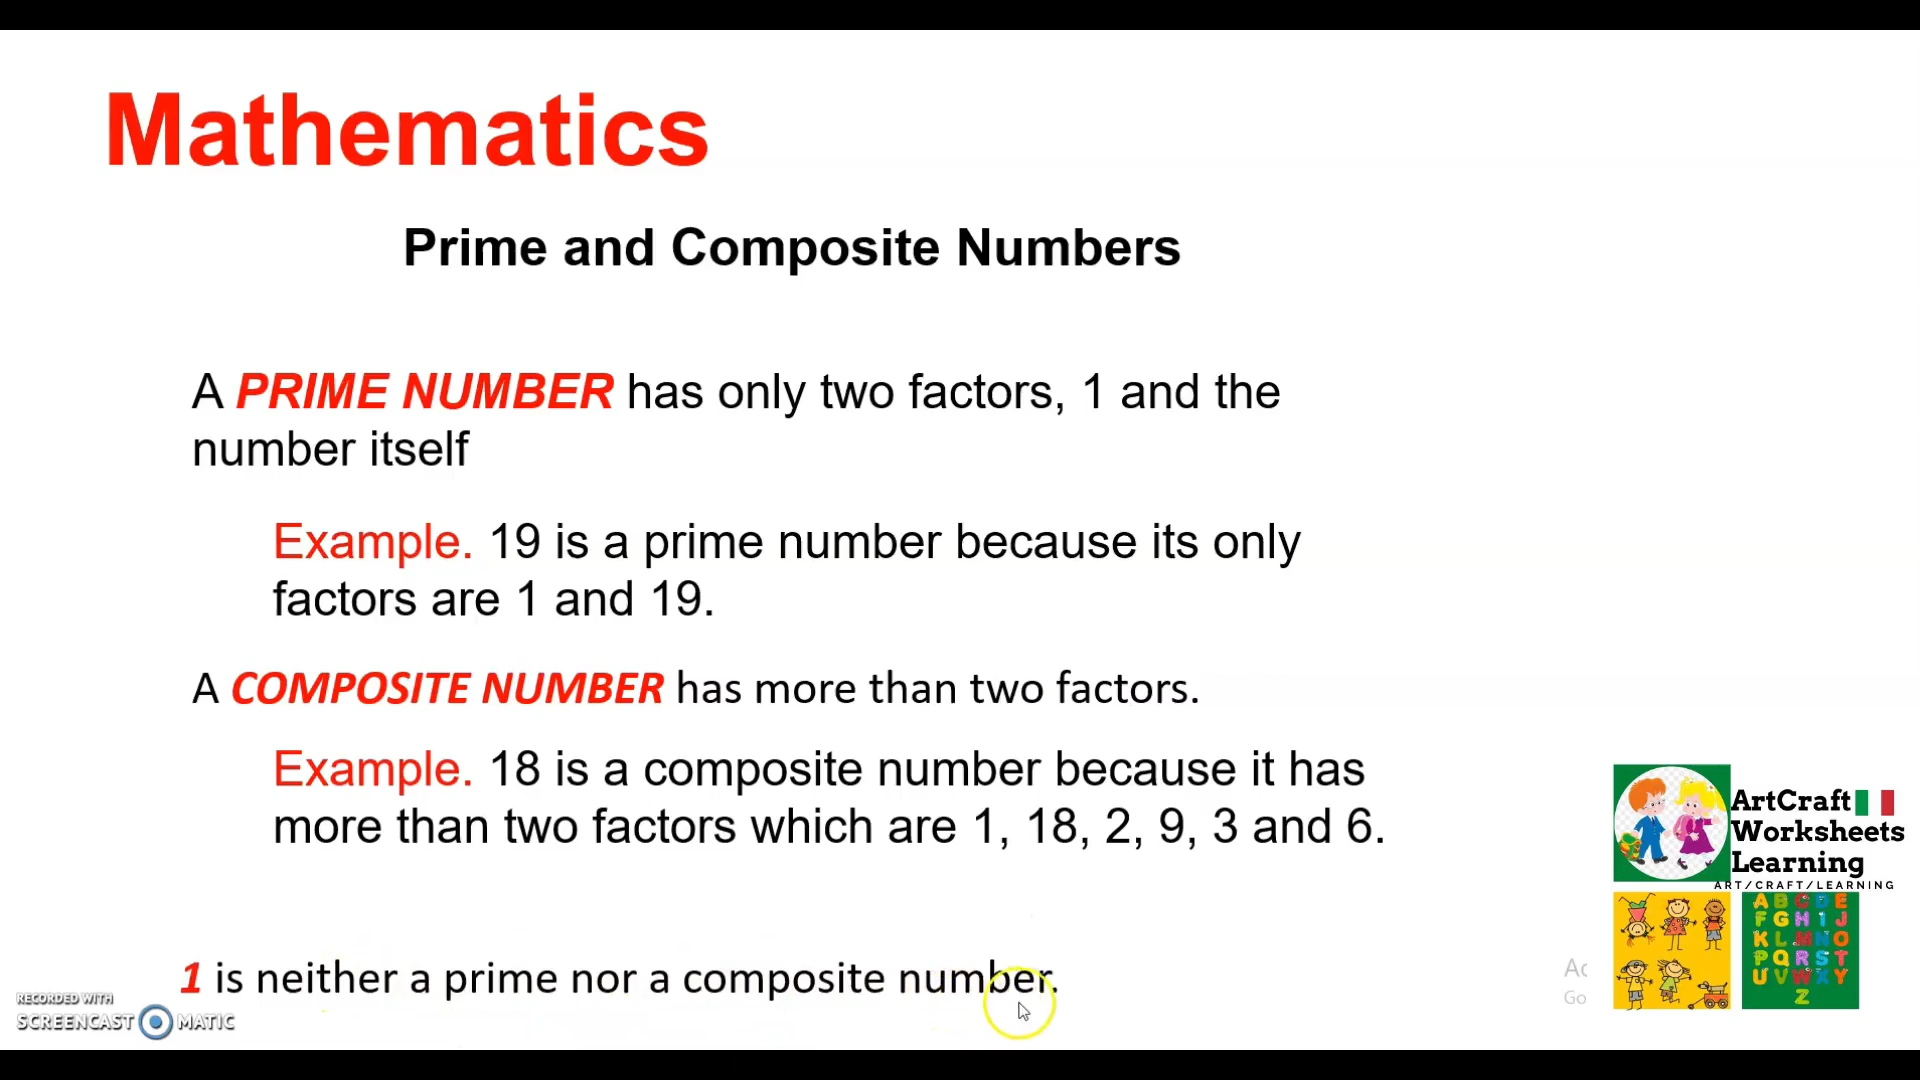 Mathematics
Prime and Composite Numbers
A PRIME NUMBER has only two factors, 1 and the
number itself
Example. 19 is a prime number because its only
factors are 1 and 19.
A COMPOSITE NUMBER has more than two factors.
Example. 18 is a composite number because it has
more than two factors which are 1, 18, 2, 9, 3 and 6.
1 is neither a prime nor a composite number.
RECORDED WITH
SCREENCAST MATIC
ArtCraft
Worksheets
Learning
ART/CRAFT/LEARNING
A B C D E
F G H I J
K L M N O
P Q R S T
U V W X Y
Z
Go